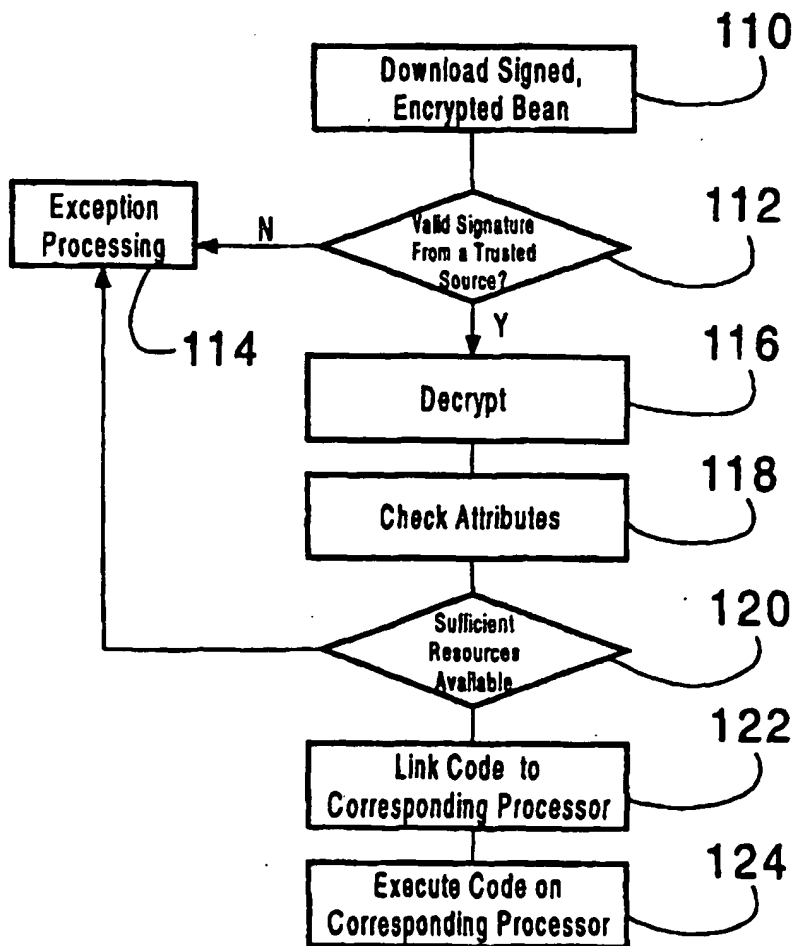 110
Download Signed,
Encrypted Bean
112
Valid Signature
From a Trusted
Source?
N
Exception
Processing
114
Y
116
Decrypt
118
Check Attributes
120
Sufficient
Resources
Available
122
Link Code to
Corresponding Processor
124
Execute Code on
Corresponding Processor